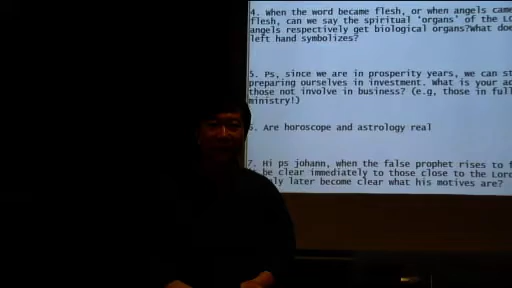 4. When the word became flesh, or when angels came
flesh, can we say the spiritual 'organs' of the LO
angels respectively get biological organs?What doe
left hand symbolizes?
5. Ps, since we are in prosperity years, we can st
preparing ourselves in investment. What is your ad
those not involve in business? (e.g, those in full
ministry!)
6. Are horoscope and astrology real
7. Hi ps johann, when the false prophet rises to f
be clear immediately to those close to the Lord
later become clear what his motives are?